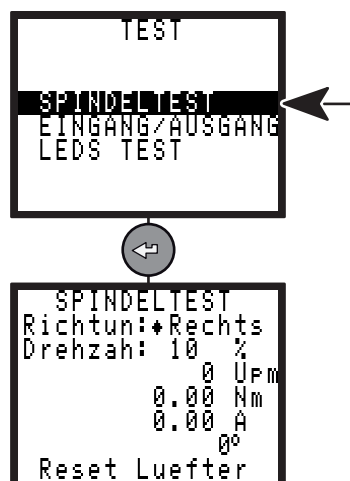 TEST
SPINDELTEST
EINGANG/AUSGANG
LEDS TEST
SPINDELTEST
Richtun:♦Rechts
Drehzah: 10 %
0 Upm
0.00 Nm
0.00 A
0º
Reset Luefter